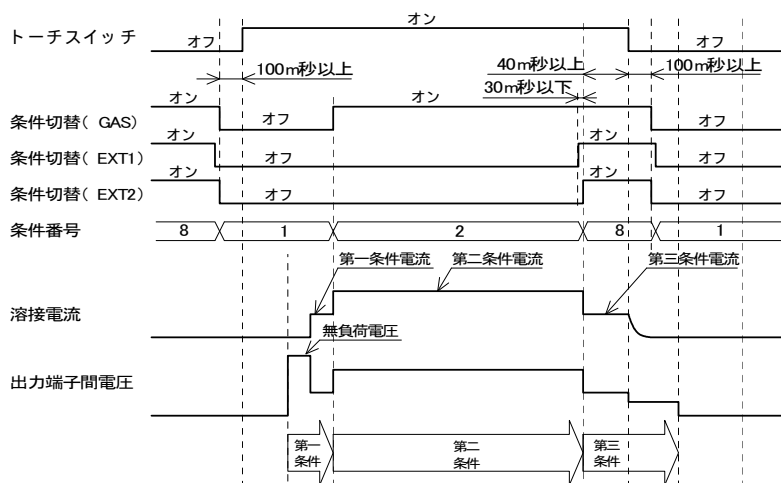 トーチスイッチ
オフ
オン
オフ
100m秒以上
40m秒以上
100m秒以上
30m秒以下
条件切替( GAS)
オン
オフ
オン
オフ
条件切替( EXT1)
オン
オフ
オン
オフ
条件切替( EXT2)
オン
オフ
オン
オフ
条件番号
8
1
2
8
1
第一条件電流
第二条件電流
第三条件電流
溶接電流
無負荷電圧
出力端子間電圧
第一
条件
第二
条件
第三
条件